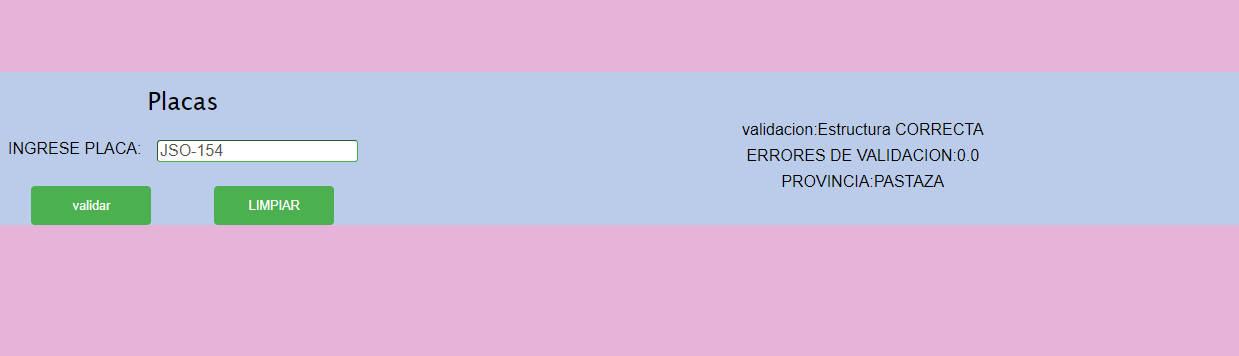 Placas
INGRESE PLACA: JSO-154
validar LIMPIAR
validacion:Estructura CORRECTA
ERRORES DE VALIDACION:0.0
PROVINCIA:PASTAZA